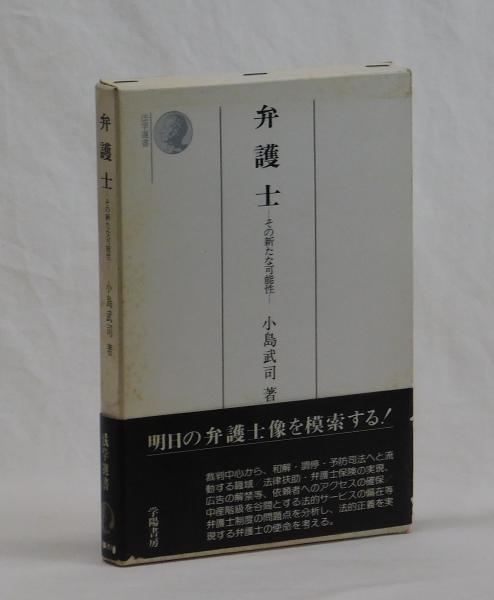 弁護士
―その新たな可能性―
小島武司 著
法学選書
弁護士
―その新たな可能性―
小島武司 著
明日の弁護士像を模索する!
裁判中心から、和解・調停・予防司法へと流
動する職域/法律扶助・弁護士保険の実現、
広告の解禁等、依頼者へのアクセスの確保/
中産階級を谷間とする法的サービスの偏在等
弁護士制度の問題点を分析し、法的正義を実
現する弁護士の使命を考える。
学陽書房
法学選書